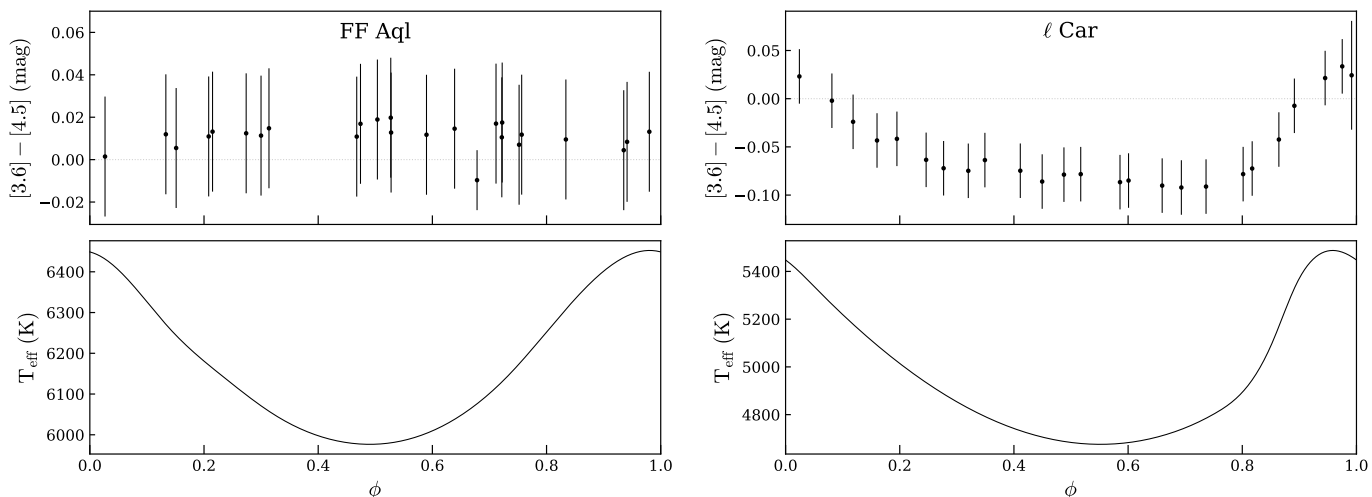 FF Aql
[3.6] − [4.5] (mag)
0.06
0.04
0.02
0.00
−0.02
ℓ Car
[3.6] − [4.5] (mag)
0.05
0.00
−0.05
−0.10
T_eff (K)
6400
6300
6200
6100
6000
0.0 0.2 0.4 0.6 0.8 1.0
ϕ
T_eff (K)
5400
5200
5000
4800
0.0 0.2 0.4 0.6 0.8 1.0
ϕ